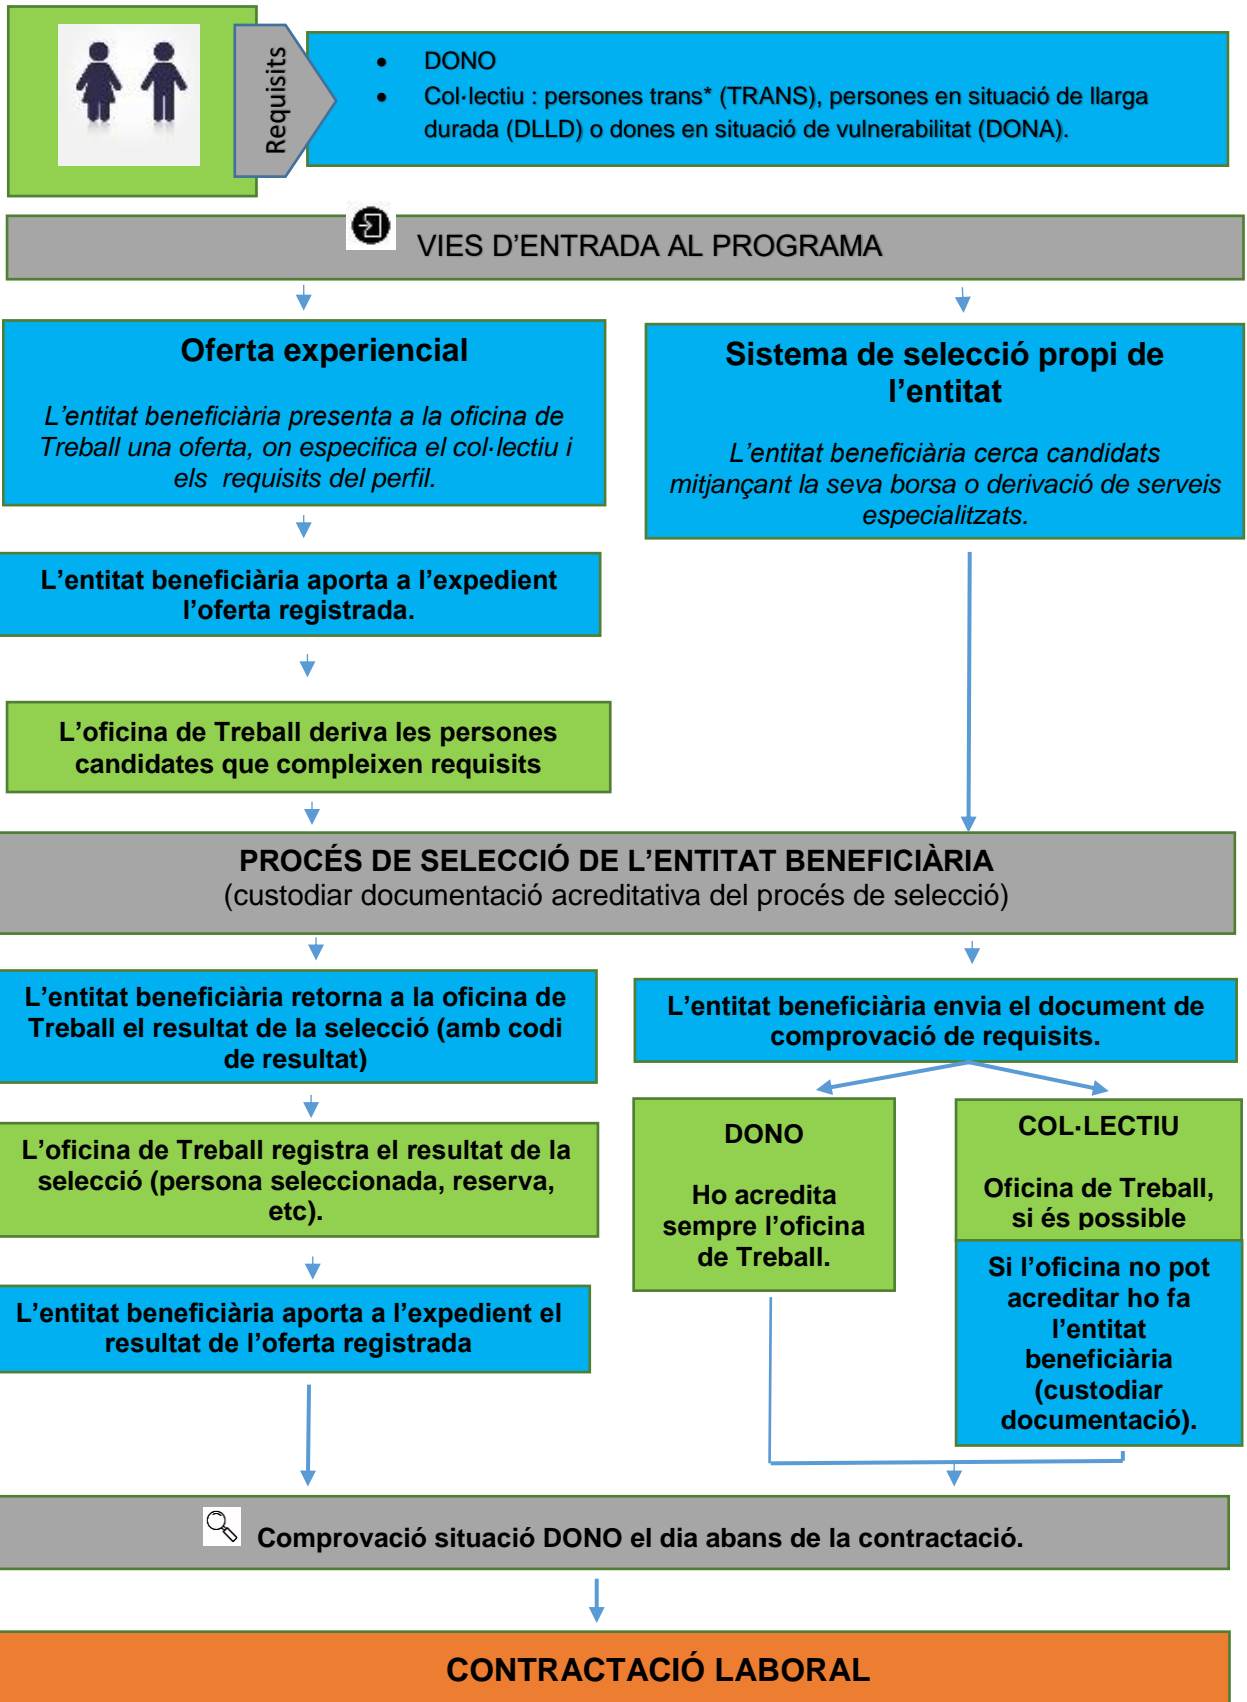 Requisits
• DONO
• Col·lectiu : persones trans* (TRANS), persones en situació de llarga
durada (DLLD) o dones en situació de vulnerabilitat (DONA).
VIES D’ENTRADA AL PROGRAMA
Oferta experiencial
L’entitat beneficiària presenta a la oficina de
Treball una oferta, on especifica el col·lectiu i
els requisits del perfil.
Sistema de selecció propi de
l’entitat
L’entitat beneficiària cerca candidats
mitjançant la seva borsa o derivació de serveis
especialitzats.
L’entitat beneficiària aporta a l’expedient
l’oferta registrada.
L’oficina de Treball deriva les persones
candidates que compleixen requisits
PROCÉS DE SELECCIÓ DE L’ENTITAT BENEFICIÀRIA
(custodiar documentació acreditativa del procés de selecció)
L’entitat beneficiària retorna a la oficina de
Treball el resultat de la selecció (amb codi
de resultat)
L’oficina de Treball registra el resultat de la
selecció (persona seleccionada, reserva,
etc).
L’entitat beneficiària aporta a l’expedient el
resultat de l’oferta registrada
L’entitat beneficiària envia el document de
comprovació de requisits.
DONO
Ho acredita
sempre l’oficina
de Treball.
COL·LECTIU
Oficina de Treball,
si és possible
Si l’oficina no pot
acreditar ho fa
l’entitat
beneficiària
(custodiar
documentació).
Comprovació situació DONO el dia abans de la contractació.
CONTRACTACIÓ LABORAL